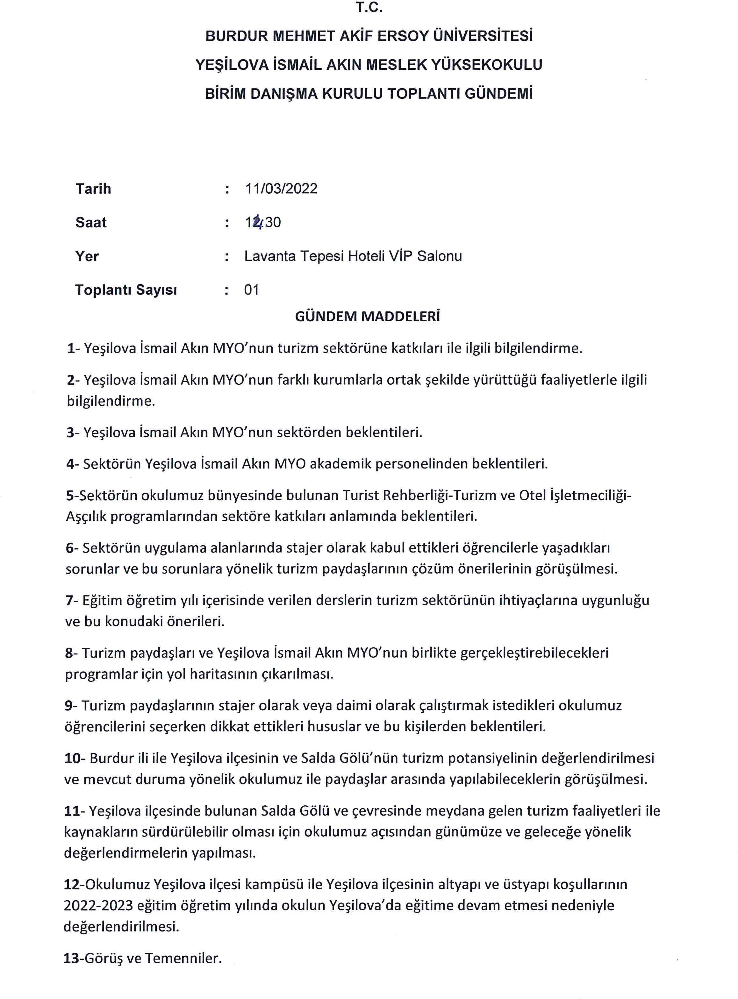 T.C.
BURDUR MEHMET AKİF ERSOY ÜNİVERSİTESİ
YEŞİLOVA İSMAİL AKIN MESLEK YÜKSEKOKULU
BİRİM DANIŞMA KURULU TOPLANTI GÜNDEMİ
Tarih : 11/03/2022
Saat : 14:30
Yer : Lavanta Tepesi Hoteli VİP Salonu
Toplantı Sayısı : 01
GÜNDEM MADDELERİ
1- Yeşilova İsmail Akın MYO'nun turizm sektörüne katkıları ile ilgili bilgilendirme.
2- Yeşilova İsmail Akın MYO'nun farklı kurumlarla ortak şekilde yürüttüğü faaliyetlerle ilgili
bilgilendirme.
3- Yeşilova İsmail Akın MYO'nun sektörden beklentileri.
4- Sektörün Yeşilova İsmail Akın MYO akademik personelinden beklentileri.
5-Sektörün okulumuz bünyesinde bulunan Turist Rehberliği-Turizm ve Otel İşletmeciliği-
Aşçılık programlarından sektöre katkıları anlamında beklentileri.
6- Sektörün uygulama alanlarında stajer olarak kabul ettikleri öğrencilerle yaşadıkları
sorunlar ve bu sorunlara yönelik turizm paydaşlarının çözüm önerilerinin görüşülmesi.
7- Eğitim öğretim yılı içerisinde verilen derslerin turizm sektörünün ihtiyaçlarına uygunluğu
ve bu konudaki önerileri.
8- Turizm paydaşları ve Yeşilova İsmail Akın MYO'nun birlikte gerçekleştirebilecekleri
programlar için yol haritasının çıkarılması.
9- Turizm paydaşlarının stajer olarak veya daimi olarak çalıştırmak istedikleri okulumuz
öğrencilerini seçerken dikkat ettikleri hususlar ve bu kişilerden beklentileri.
10- Burdur ili ile Yeşilova ilçesinin ve Salda Gölü'nün turizm potansiyelinin değerlendirilmesi
ve mevcut duruma yönelik okulumuz ile paydaşlar arasında yapılabileceklerin görüşülmesi.
11- Yeşilova ilçesinde bulunan Salda Gölü ve çevresinde meydana gelen turizm faaliyetleri ile
kaynakların sürdürülebilir olması için okulumuz açısından günümüze ve geleceğe yönelik
değerlendirmelerin yapılması.
12-Okulumuz Yeşilova ilçesi kampüsü ile Yeşilova ilçesinin altyapı ve üstyapı koşullarının
2022-2023 eğitim öğretim yılında okulun Yeşilova'da eğitime devam etmesi nedeniyle
değerlendirilmesi.
13-Görüş ve Temenniler.